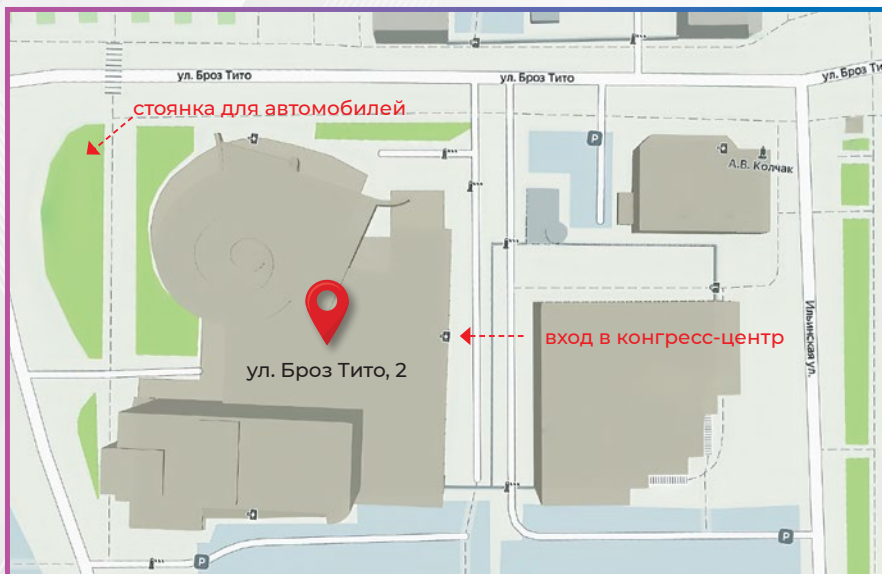 ул. Броз Тито
ул. Броз Тито
ул. Броз Ти
стоянка для автомобилей
P
А.В. Колчак
вход в конгресс-центр
Ильинская ул.
ул. Броз Тито, 2
P
P